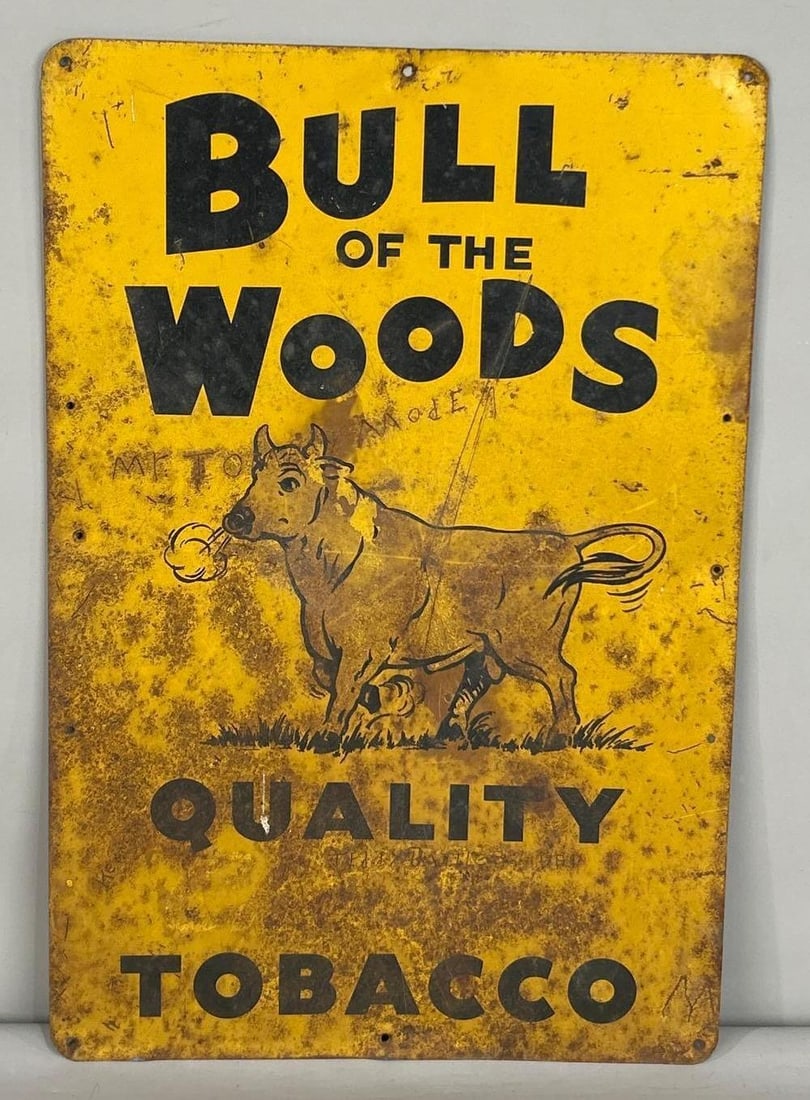 BULL
OF THE
WOODS
QUALITY
TOBACCO